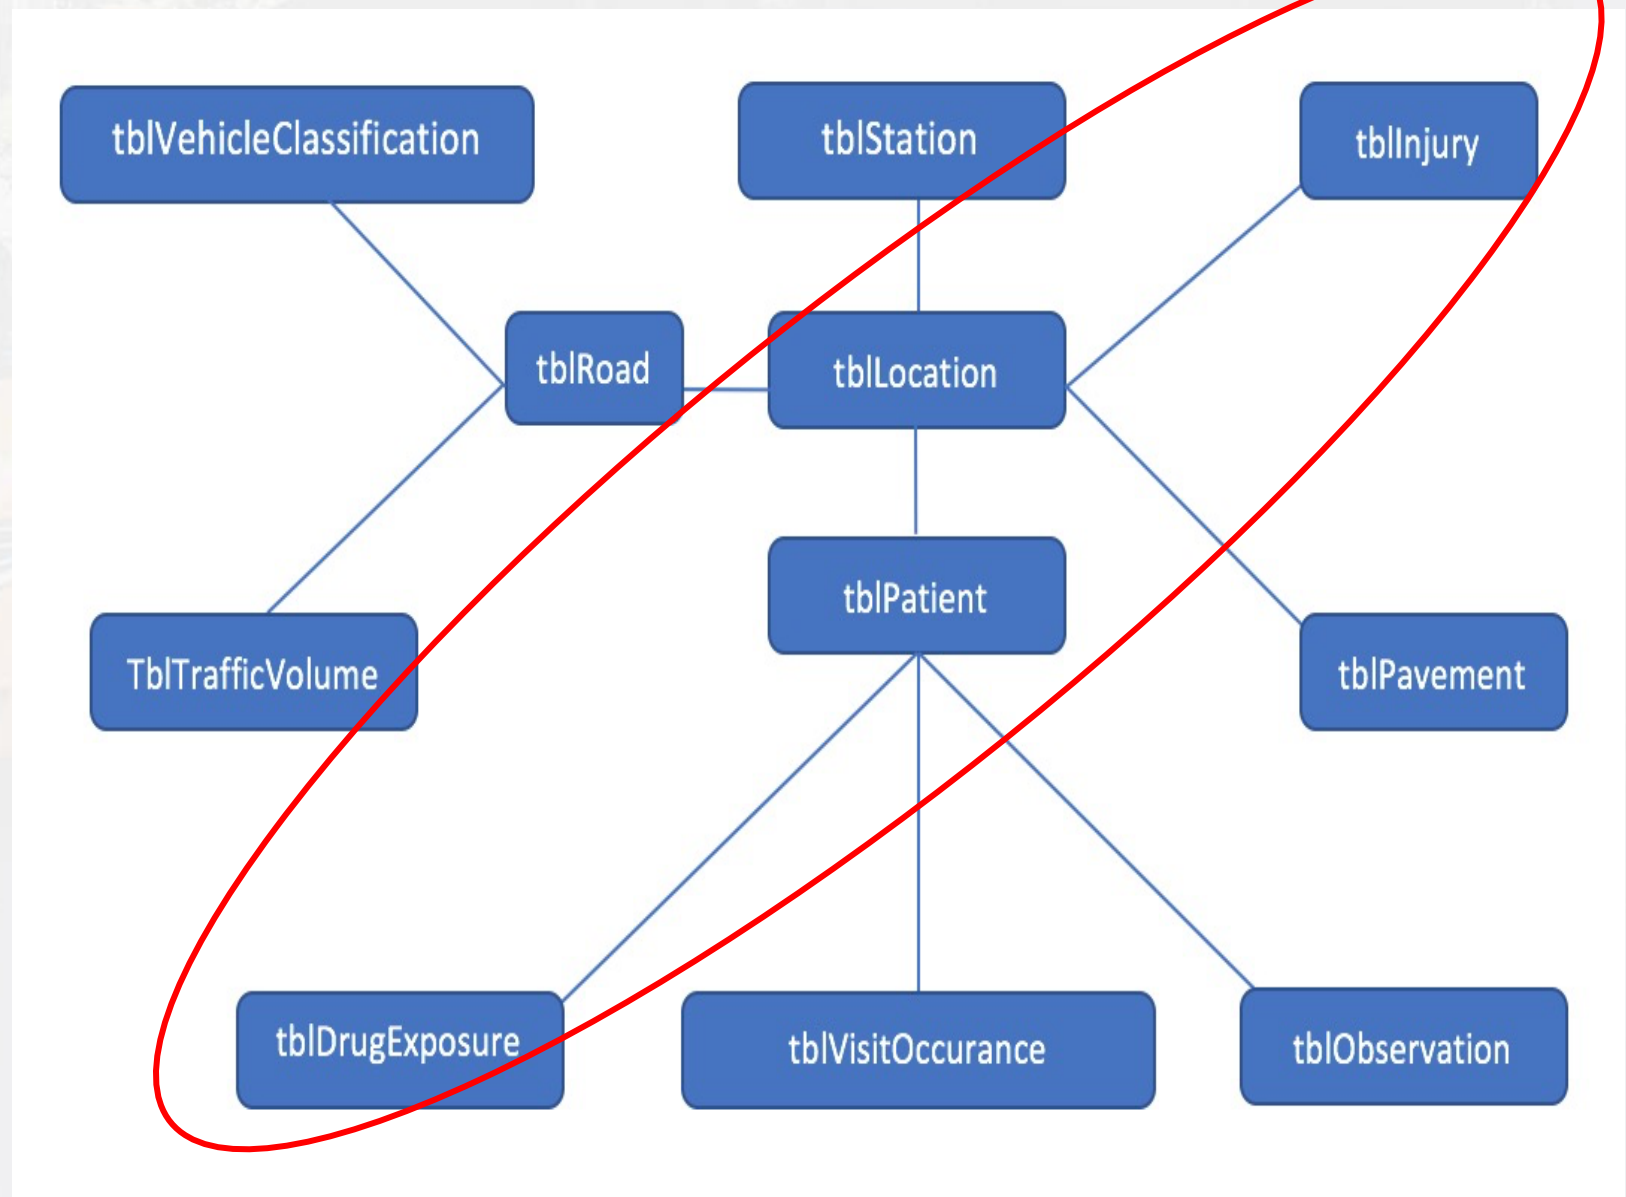 tblVehicleClassification
tblStation
tblInjury
tblRoad
tblLocation
tblPatient
TblTrafficVolume
tblPavement
tblDrugExposure
tblVisitOccurance
tblObservation